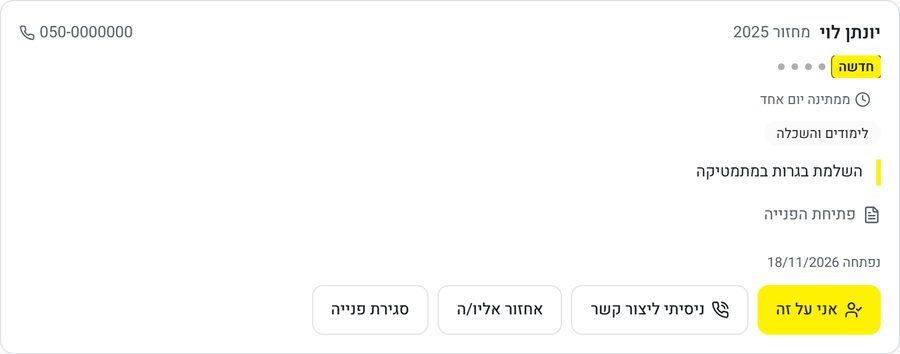 יונתן לוי מחזור 2025 050-0000000
חדשה
ממתינה יום אחד
לימודים והשכלה
השלמת בגרות במתמטיקה
פתיחת הפנייה
נפתחה 18/11/2026
אני על זה ניסיתי ליצור קשר אחזור אליו/ה סגירת פנייה